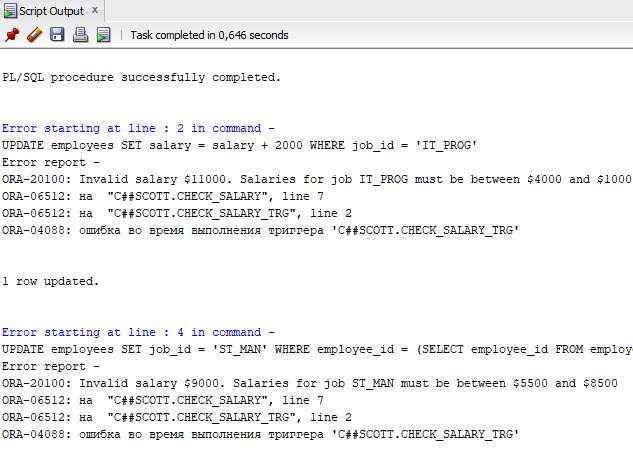 Script Output x
Task completed in 0,646 seconds
PL/SQL procedure successfully completed.
Error starting at line : 2 in command -
UPDATE employees SET salary = salary + 2000 WHERE job_id = 'IT_PROG'
Error report -
ORA-20100: Invalid salary $11000. Salaries for job IT_PROG must be between $4000 and $1000
ORA-06512: на  "C##SCOTT.CHECK_SALARY", line 7
ORA-06512: на  "C##SCOTT.CHECK_SALARY_TRG", line 2
ORA-04088: ошибка во время выполнения триггера 'C##SCOTT.CHECK_SALARY_TRG'
1 row updated.
Error starting at line : 4 in command -
UPDATE employees SET job_id = 'ST_MAN' WHERE employee_id = (SELECT employee_id FROM employe
Error report -
ORA-20100: Invalid salary $9000. Salaries for job ST_MAN must be between $5500 and $8500
ORA-06512: на  "C##SCOTT.CHECK_SALARY", line 7
ORA-06512: на  "C##SCOTT.CHECK_SALARY_TRG", line 2
ORA-04088: ошибка во время выполнения триггера 'C##SCOTT.CHECK_SALARY_TRG'